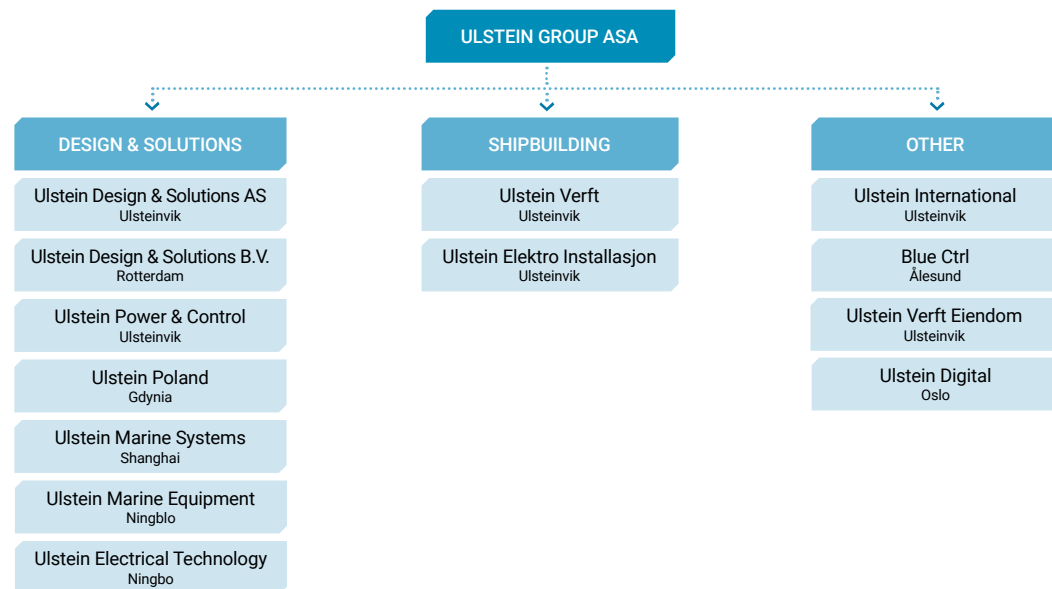 ULSTEIN GROUP ASA
DESIGN & SOLUTIONS
Ulstein Design & Solutions AS
Ulsteinvik
Ulstein Design & Solutions B.V.
Rotterdam
Ulstein Power & Control
Ulsteinvik
Ulstein Poland
Gdynia
Ulstein Marine Systems
Shanghai
Ulstein Marine Equipment
Ningblo
Ulstein Electrical Technology
Ningbo
SHIPBUILDING
Ulstein Verft
Ulsteinvik
Ulstein Elektro Installasjon
Ulsteinvik
OTHER
Ulstein International
Ulsteinvik
Blue Ctrl
Ålesund
Ulstein Verft Eiendom
Ulsteinvik
Ulstein Digital
Oslo